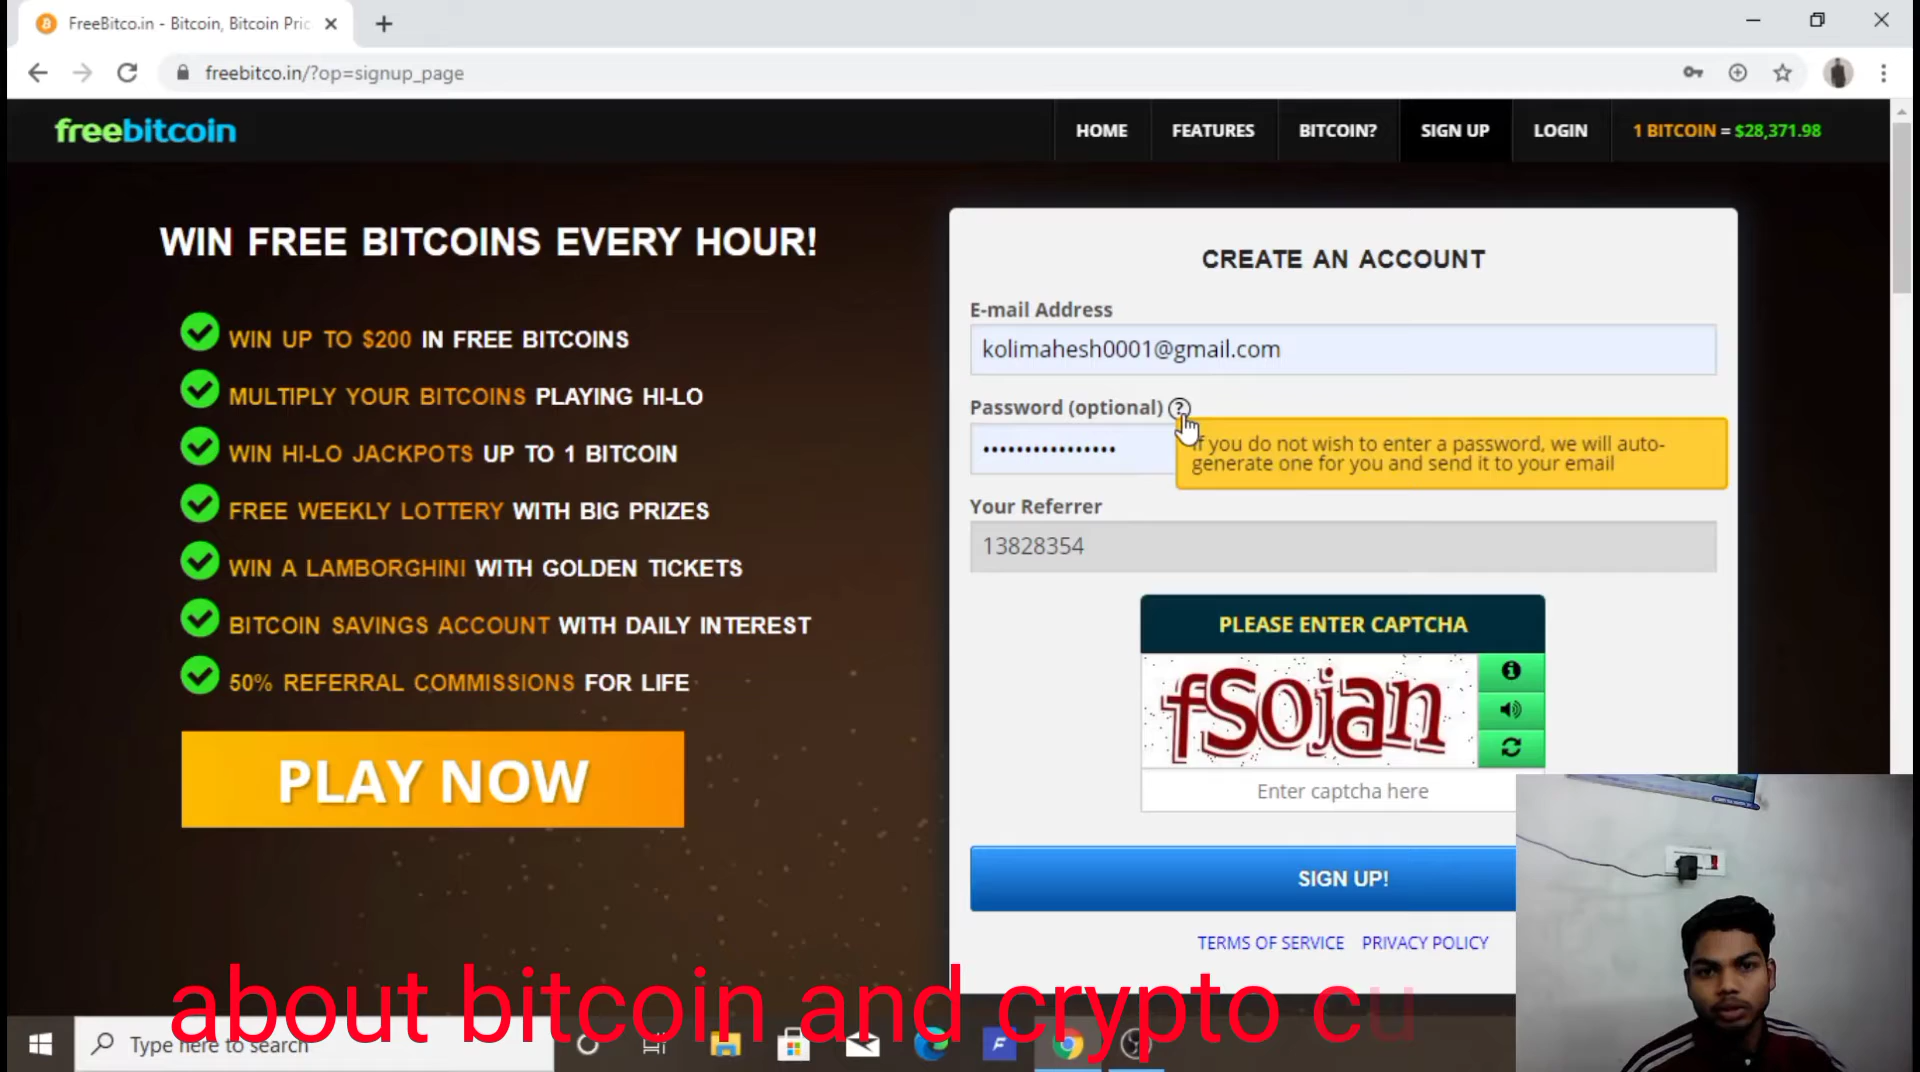 FreeBitco.in - Bitcoin, Bitcoin Pric
freebitco.in/?op=signup_page
freebitcoin
HOME
FEATURES
BITCOIN?
SIGN UP
LOGIN
1 BITCOIN = $28,371.98
WIN FREE BITCOINS EVERY HOUR!
WIN UP TO $200 IN FREE BITCOINS
MULTIPLY YOUR BITCOINS PLAYING HI-LO
WIN HI-LO JACKPOTS UP TO 1 BITCOIN
FREE WEEKLY LOTTERY WITH BIG PRIZES
WIN A LAMBORGHINI WITH GOLDEN TICKETS
BITCOIN SAVINGS ACCOUNT WITH DAILY INTEREST
50% REFERRAL COMMISSIONS FOR LIFE
PLAY NOW
CREATE AN ACCOUNT
E-mail Address
kolimahesh0001@gmail.com
Password (optional) ?
••••••••••••••••
If you do not wish to enter a password, we will auto-
generate one for you and send it to your email
Your Referrer
13828354
PLEASE ENTER CAPTCHA
fSojan
Enter captcha here
SIGN UP!
TERMS OF SERVICE
PRIVACY POLICY
about bitcoin and crypto cu
Type here to search